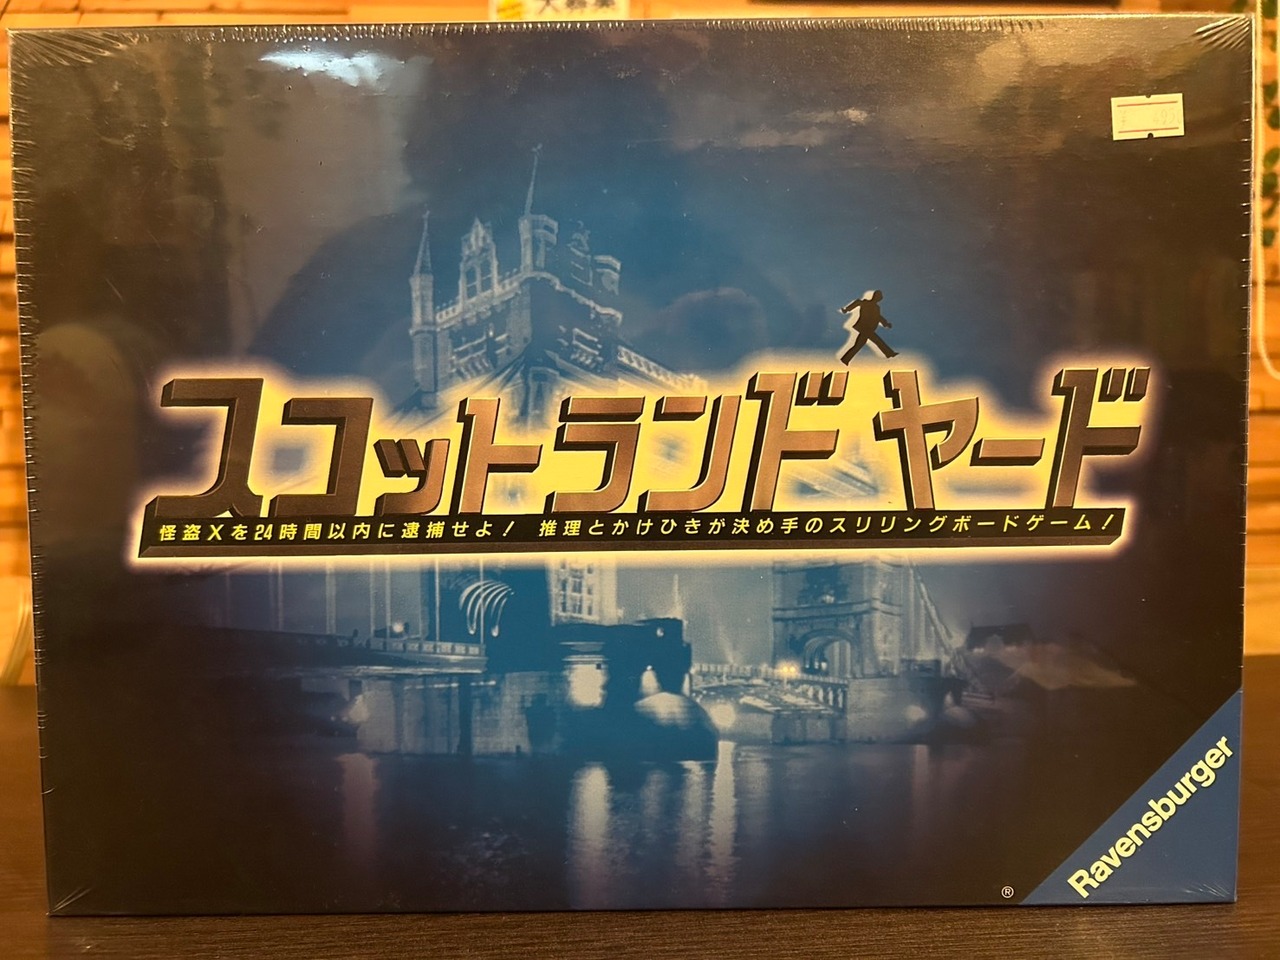 スコットランドヤード
怪盗Xを24時間以内に逮捕せよ！ 推理とかけひきが決め手のスリリングボードゲーム！
Ravensburger
®